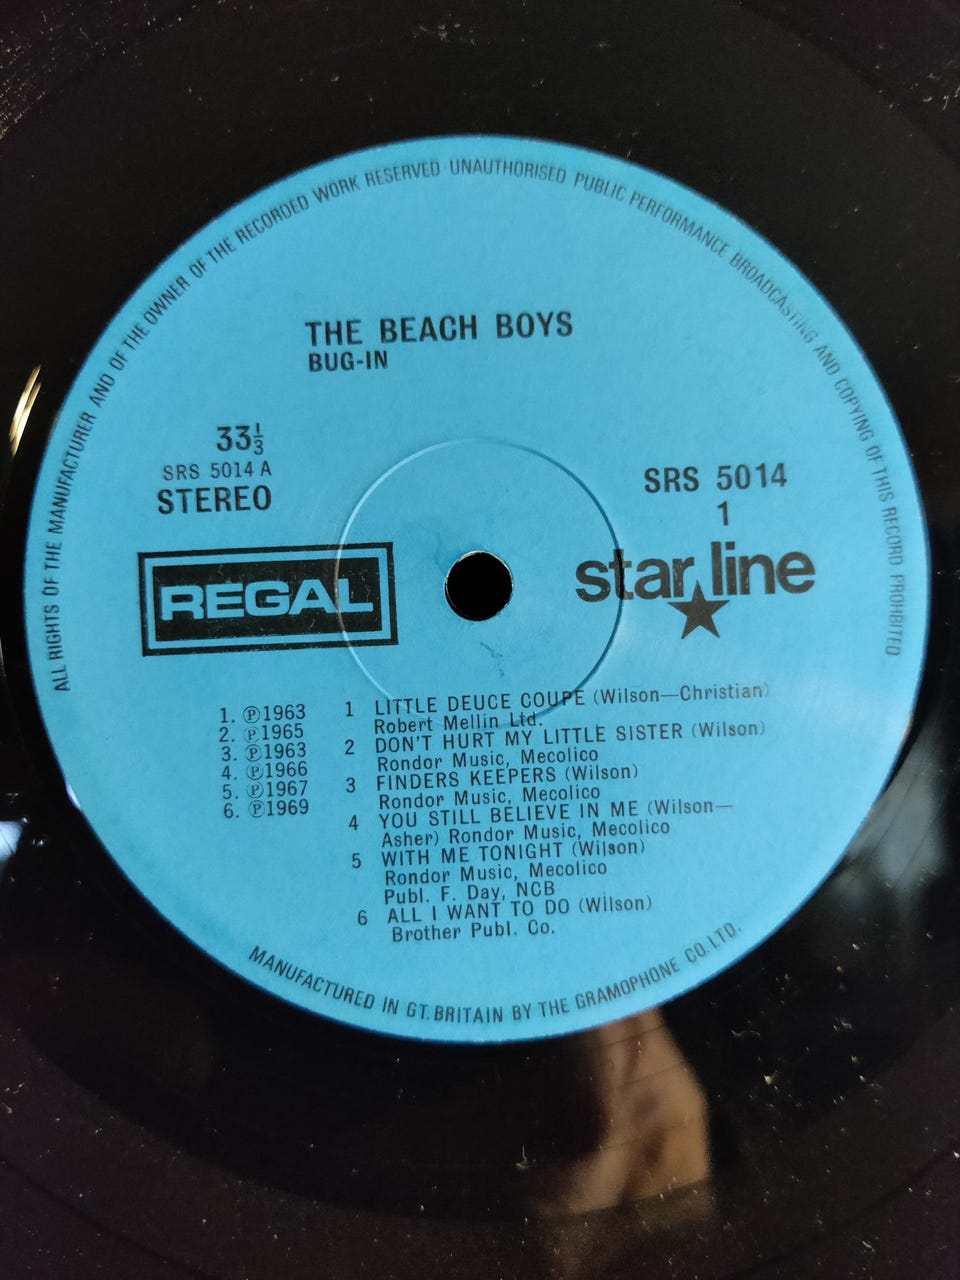 ALL RIGHTS OF THE MANUFACTURER AND OF THE OWNER OF THE RECORDED WORK RESERVED UNAUTHORISED PUBLIC PERFORMANCE BROADCASTING AND COPYING OF THIS RECORD PROHIBITED
THE BEACH BOYS
BUG-IN
33⅓
SRS 5014 A
STEREO
SRS 5014
1
REGAL
star line
1. ℗1963
2. ℗1965
3. ℗1963
4. ℗1966
5. ℗1967
6. ℗1969
1 LITTLE DEUCE COUPE (Wilson—Christian)
Robert Mellin Ltd.
2 DON'T HURT MY LITTLE SISTER (Wilson)
Rondor Music, Mecolico
3 FINDERS KEEPERS (Wilson)
Rondor Music, Mecolico
4 YOU STILL BELIEVE IN ME (Wilson—
Asher) Rondor Music, Mecolico
5 WITH ME TONIGHT (Wilson)
Rondor Music, Mecolico
Publ. F. Day, NCB
6 ALL I WANT TO DO (Wilson)
Brother Publ. Co.
MANUFACTURED IN GT. BRITAIN BY THE GRAMOPHONE CO. LTD.